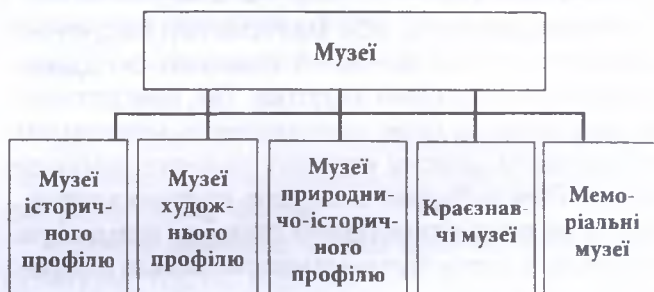 Музеї
Музеї
історич-
ного
профілю
Музеї
худож-
нього
профілю
Музеї
природни-
чо-історич-
ного
профілю
Краєзнав-
чі музеї
Мемо-
ріальні
музеї